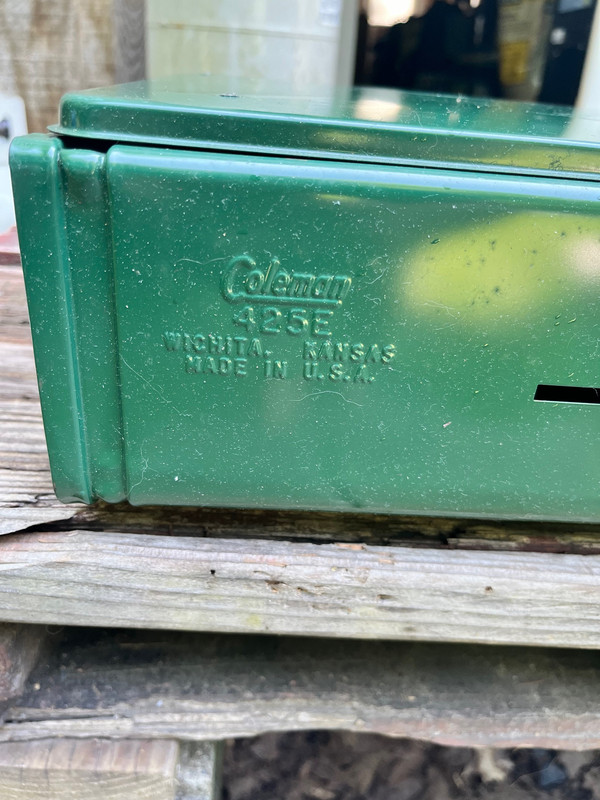 Coleman
425E
WICHITA, KANSAS
MADE IN U.S.A.